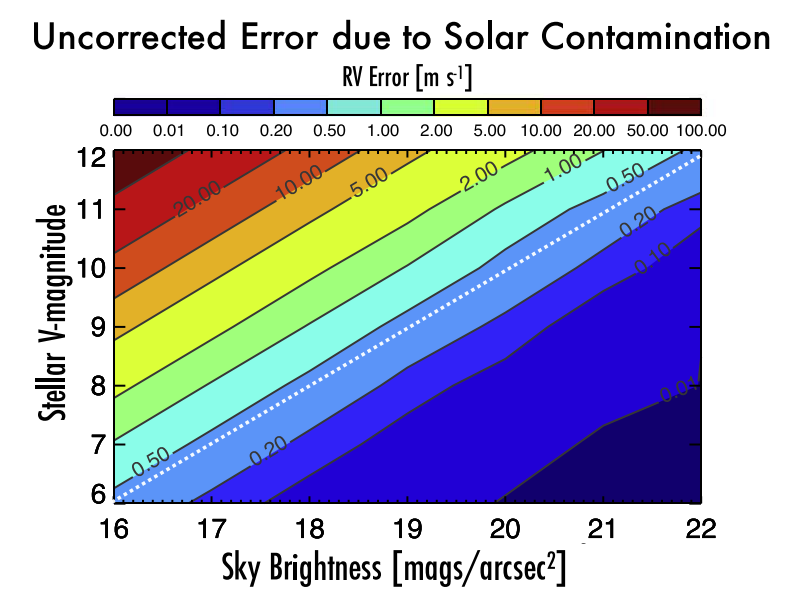 Uncorrected Error due to Solar Contamination
RV Error [m s-1]
0.00 0.01 0.10 0.20 0.50 1.00 2.00 5.00 10.00 20.00 50.00 100.00
12
11
10
9
8
7
6
Stellar V-magnitude
20.00 10.00 5.00 2.00 1.00 0.50
0.20
0.10
0.01
0.50 0.20
16 17 18 19 20 21 22
Sky Brightness [mags/arcsec2]